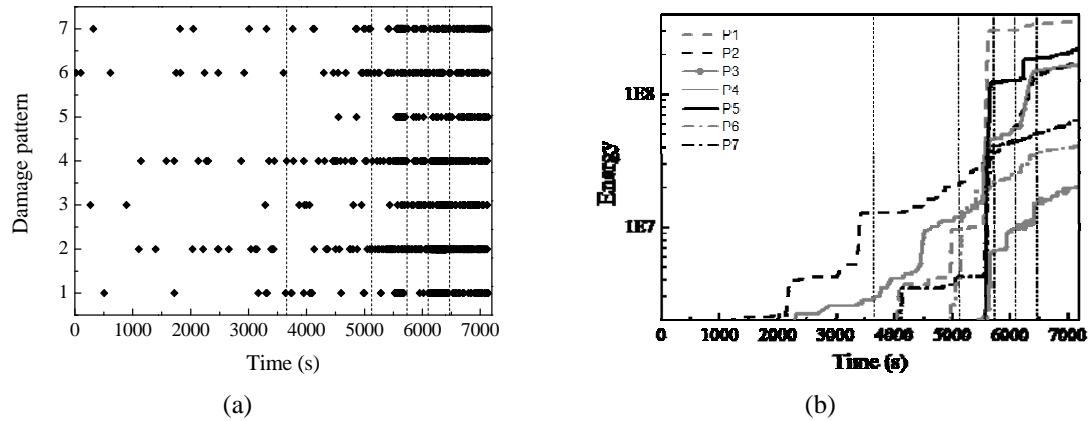 7
6
5
4
3
2
1
Damage pattern
0 1000 2000 3000 4000 5000 6000 7000
Time (s)
(a)
P1
P2
P3
P4
P5
P6
P7
1E8
1E7
Energy
0 1000 2000 3000 4000 5000 6000 7000
Time (s)
(b)